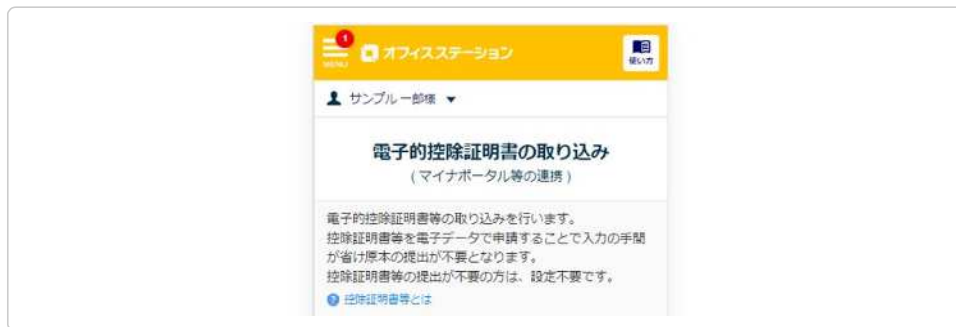 1
MENU
オフィスステーション
使い方
サンプル 一郎様 ▼
電子的控除証明書の取り込み
(マイナポータル等の連携)
電子的控除証明書等の取り込みを行います。
控除証明書等を電子データで申請することで入力の手間
が省け原本の提出が不要となります。
控除証明書等の提出が不要の方は、設定不要です。
? 控除証明書等とは